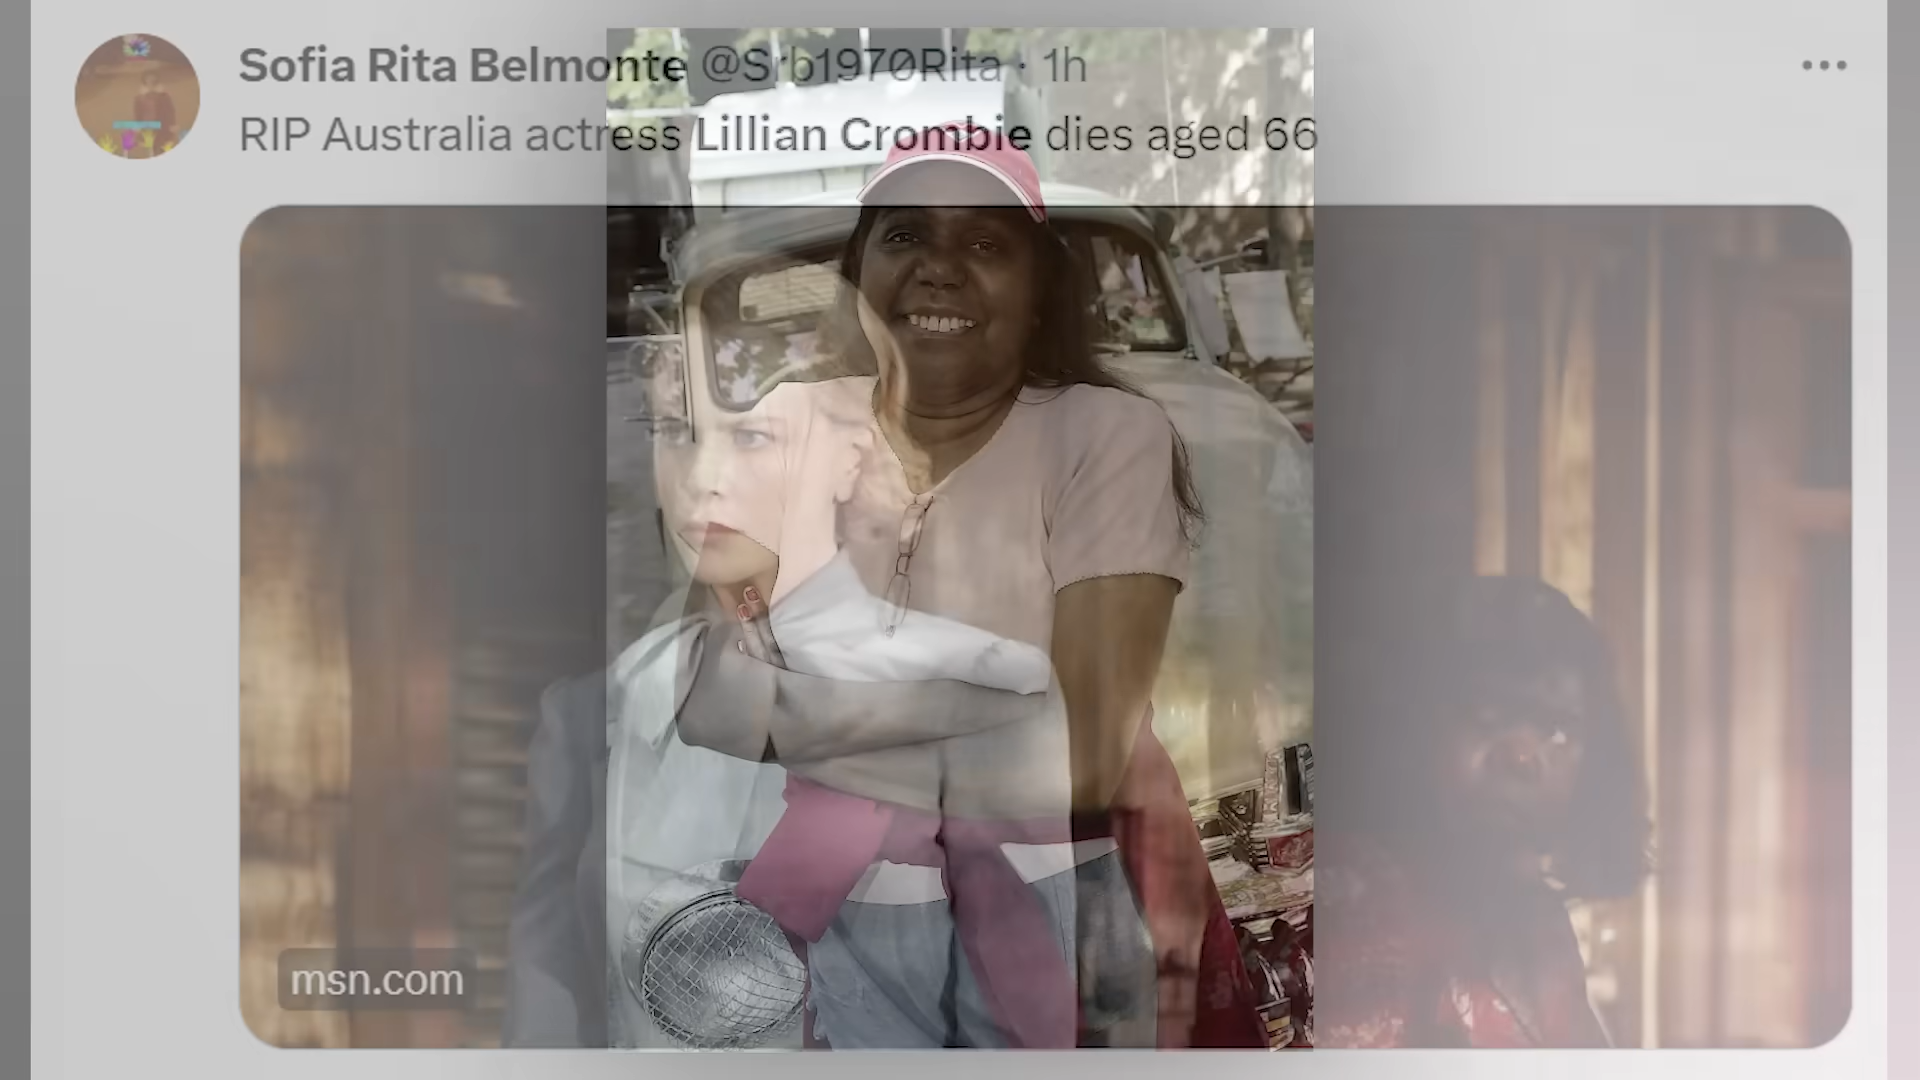 Sofia Rita Belmonte @Srb1970Rita · 1h
RIP Australia actress Lillian Crombie dies aged 66
msn.com